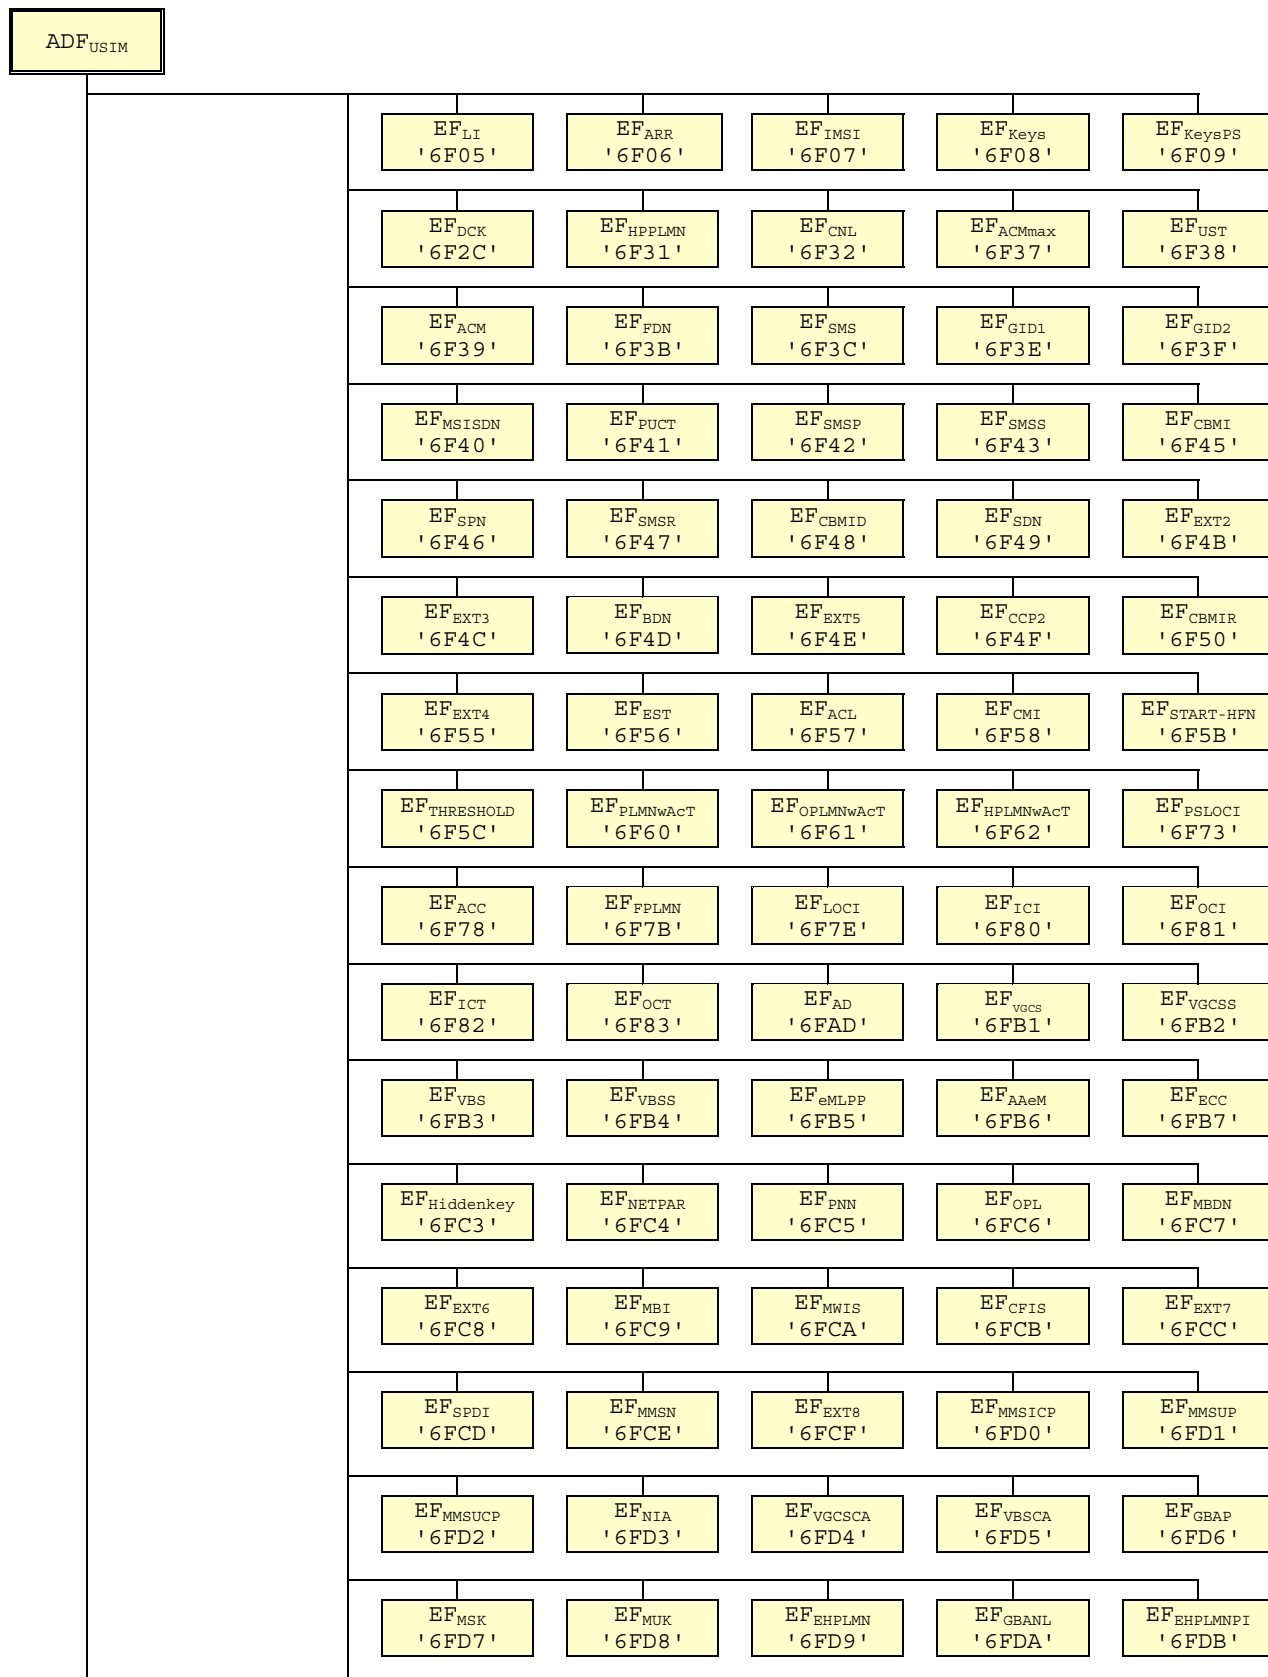 ADFUSIM
EFLI EFARR EFIMSI EFKeys EFKeysPS
'6F05' '6F06' '6F07' '6F08' '6F09'
EFDCK EFHPPLMN EFCNL EFACMmax EFUST
'6F2C' '6F31' '6F32' '6F37' '6F38'
EFACM EFFDN EFSMS EFGID1 EFGID2
'6F39' '6F3B' '6F3C' '6F3E' '6F3F'
EFMSISDN EFPUCT EFSMSP EFSMSS EFCBMI
'6F40' '6F41' '6F42' '6F43' '6F45'
EFSPN EFSMSR EFCBMID EFSDN EFEXT2
'6F46' '6F47' '6F48' '6F49' '6F4B'
EFEXT3 EFBDN EFEXT5 EFCCP2 EFCBMIR
'6F4C' '6F4D' '6F4E' '6F4F' '6F50'
EFEXT4 EFEST EFACL EFCMI EFSTART-HFN
'6F55' '6F56' '6F57' '6F58' '6F5B'
EFTHRESHOLD EFPLMNwAcT EFOPLMNwAcT EFHPLMNwAcT EFPSLOCI
'6F5C' '6F60' '6F61' '6F62' '6F73'
EFACC EFFPLMN EFLOCI EFICI EFOCI
'6F78' '6F7B' '6F7E' '6F80' '6F81'
EFICT EFOCT EFAD EFVGCS EFVGCSS
'6F82' '6F83' '6FAD' '6FB1' '6FB2'
EFVBS EFVBSS EFeMLPP EFAAeM EFECC
'6FB3' '6FB4' '6FB5' '6FB6' '6FB7'
EFHiddenkey EFNETPAR EFPNN EFOPL EFMBDN
'6FC3' '6FC4' '6FC5' '6FC6' '6FC7'
EFEXT6 EFMBI EFMWIS EFCFIS EFEXT7
'6FC8' '6FC9' '6FCA' '6FCB' '6FCC'
EFSPDI EFMMSN EFEXT8 EFMMSICP EFMMSUP
'6FCD' '6FCE' '6FCF' '6FD0' '6FD1'
EFMMSUCP EFNIA EFVGCSCA EFVBSCA EFGBAP
'6FD2' '6FD3' '6FD4' '6FD5' '6FD6'
EFMSK EFMUK EFEHPLMN EFGBANL EFEHPLMNPI
'6FD7' '6FD8' '6FD9' '6FDA' '6FDB'